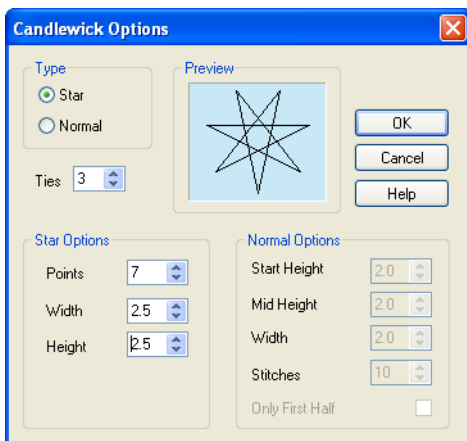 Candlewick Options
Type
Star
Normal
Ties 3
Preview
OK
Cancel
Help
Star Options
Points 7
Width 2.5
Height 2.5
Normal Options
Start Height 2.0
Mid Height 2.0
Width 2.0
Stitches 10
Only First Half